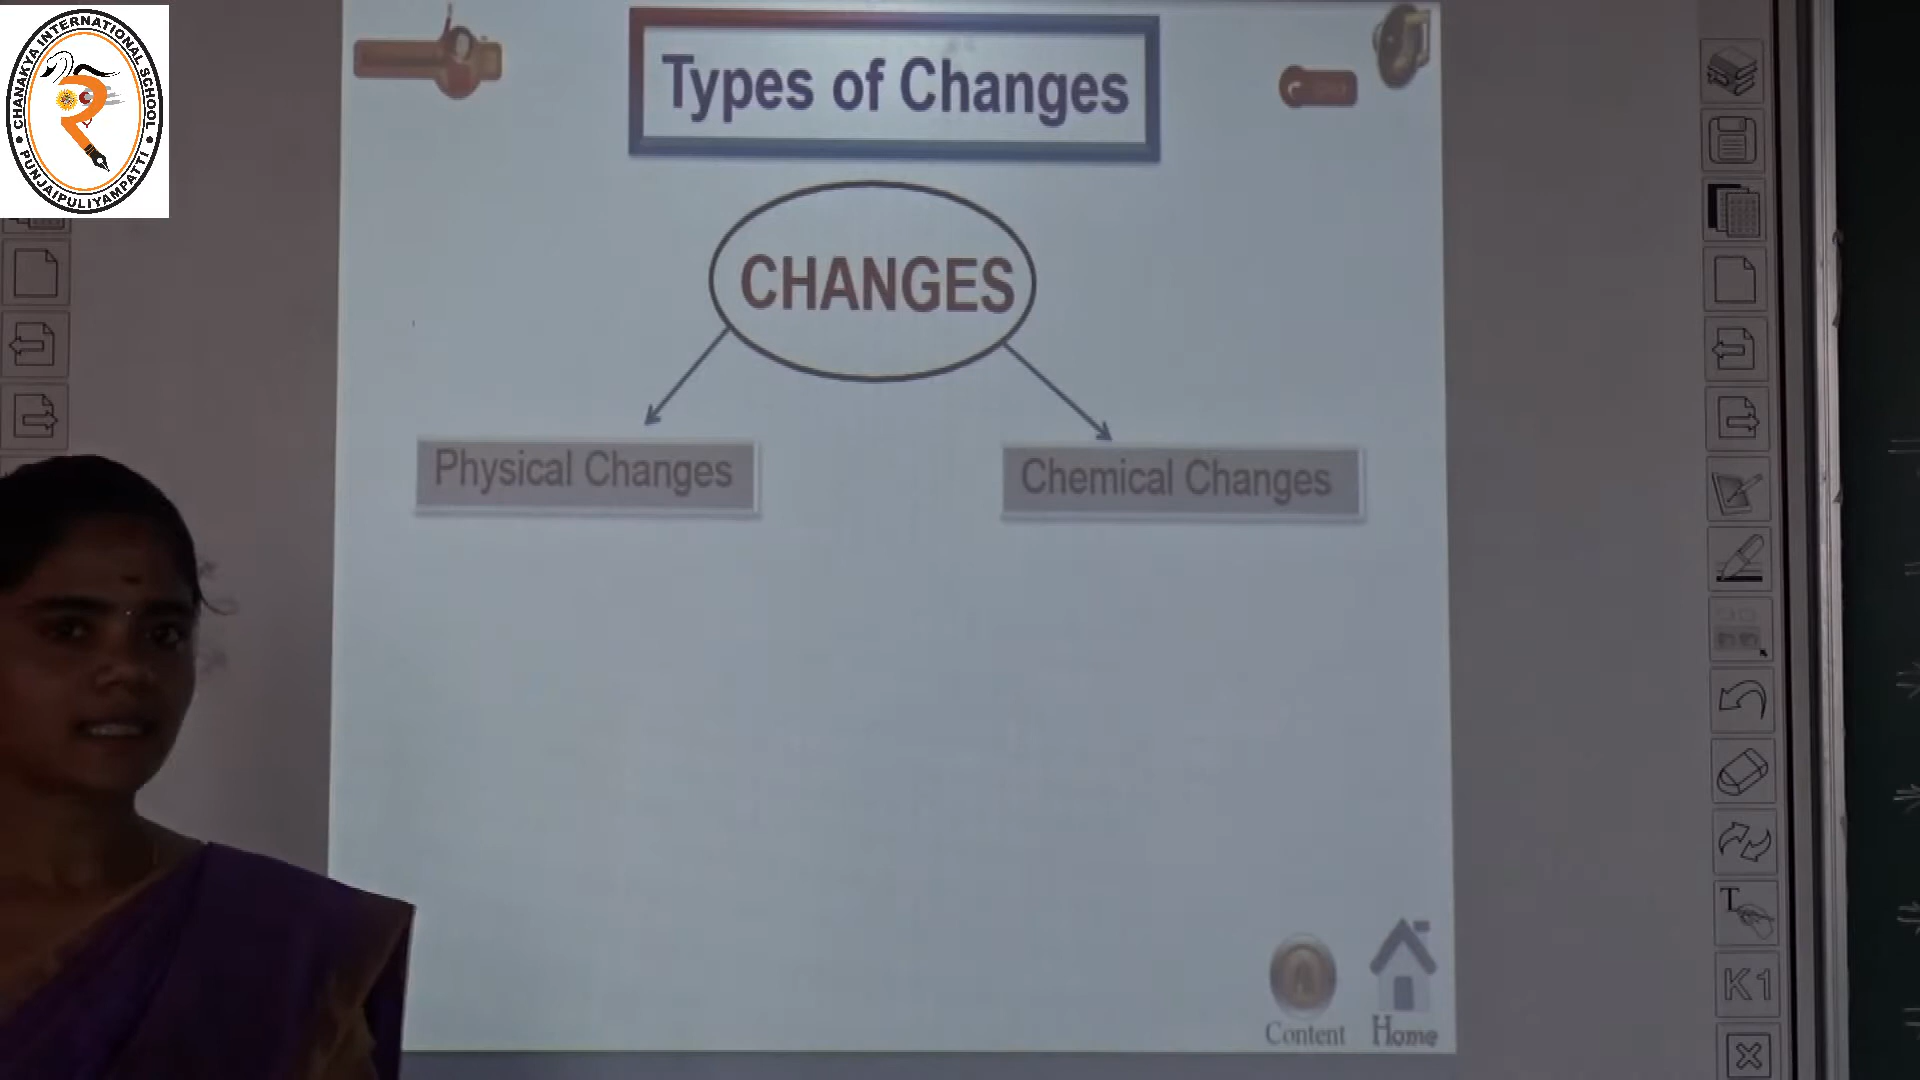 CHANAKYA INTERNATIONAL SCHOOL
PUNJAIPULIYAMPATTI
Types of Changes
CHANGES
Physical Changes
Chemical Changes
T
K1
Content
Home